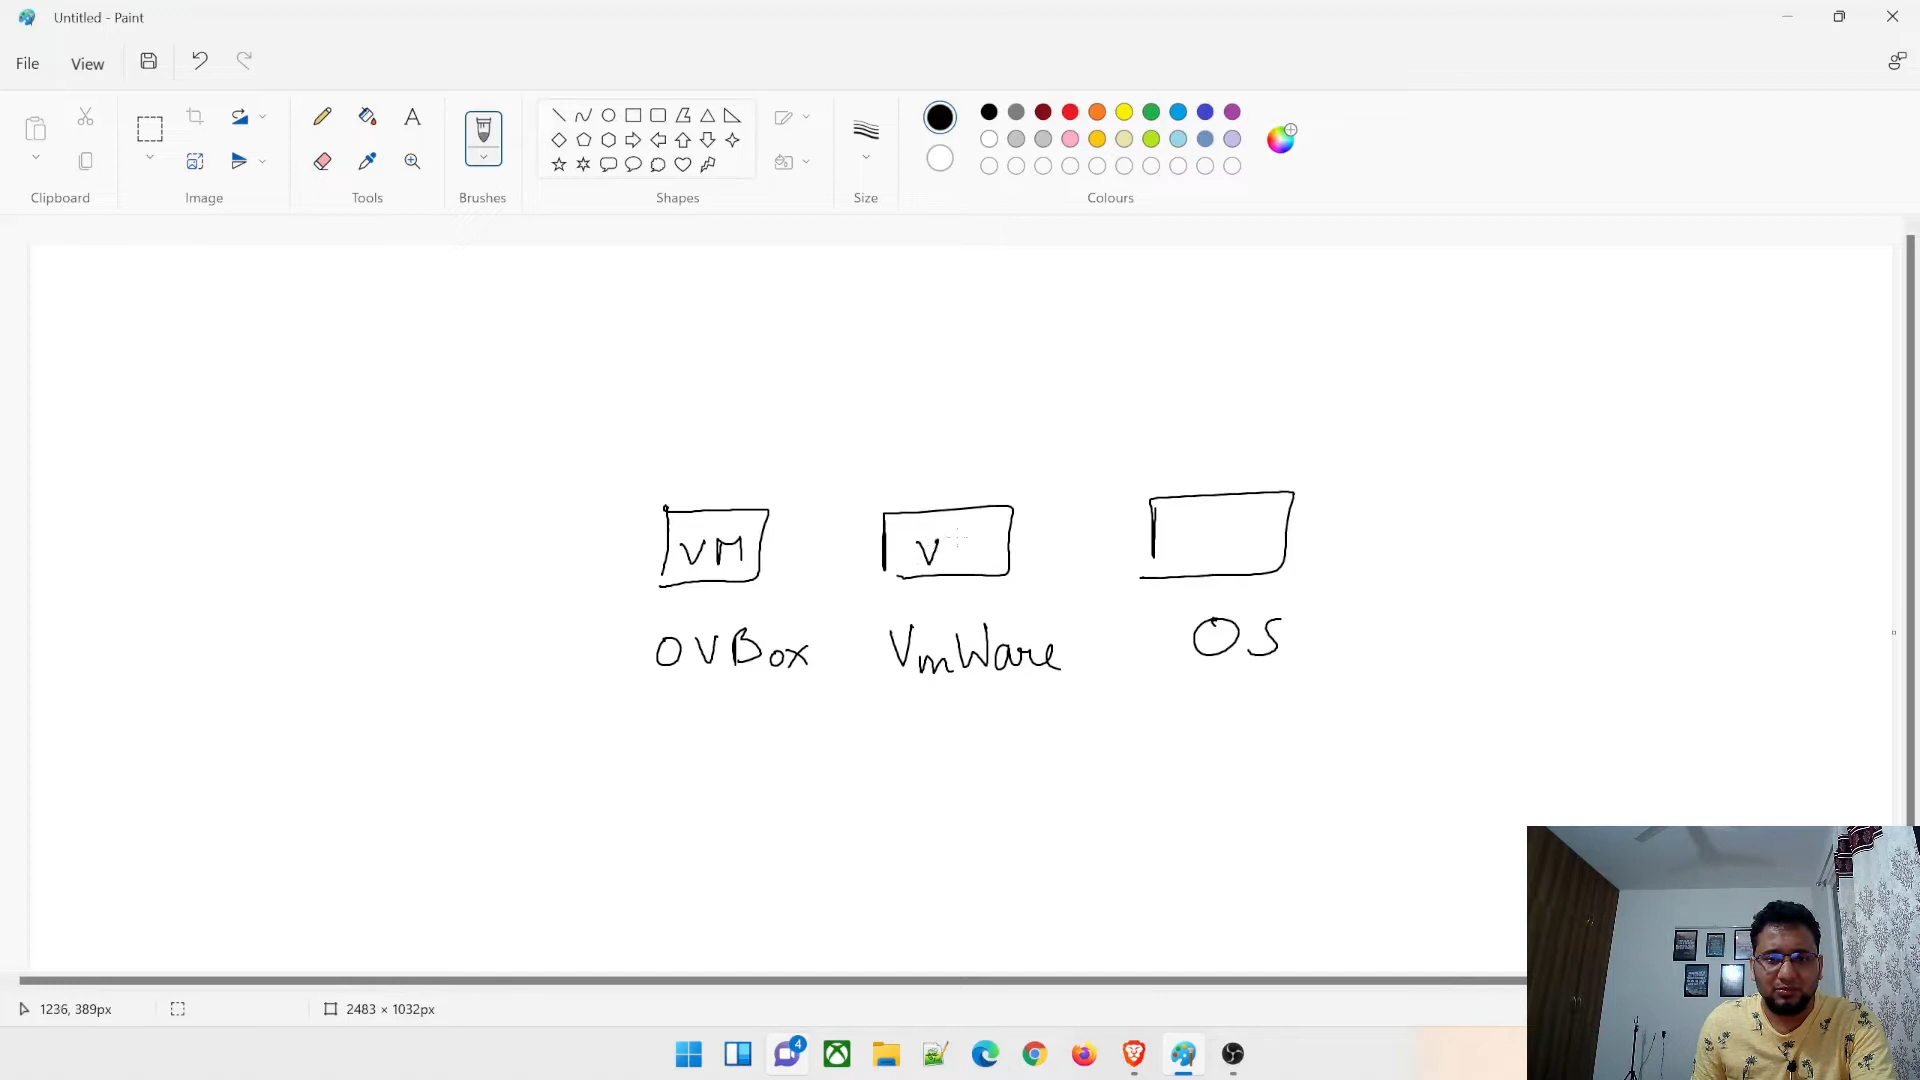 Untitled - Paint
File View
Clipboard Image Tools Brushes Shapes Size Colours
VM V
OVBox VmWare OS
1236, 389px 2483 × 1032px
4